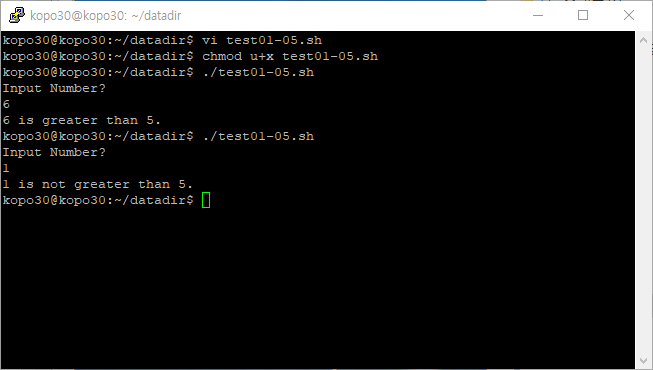 kopo30@kopo30: ~/datadir
kopo30@kopo30:~/datadir$ vi test01-05.sh
kopo30@kopo30:~/datadir$ chmod u+x test01-05.sh
kopo30@kopo30:~/datadir$ ./test01-05.sh
Input Number?
6
6 is greater than 5.
kopo30@kopo30:~/datadir$ ./test01-05.sh
Input Number?
1
1 is not greater than 5.
kopo30@kopo30:~/datadir$